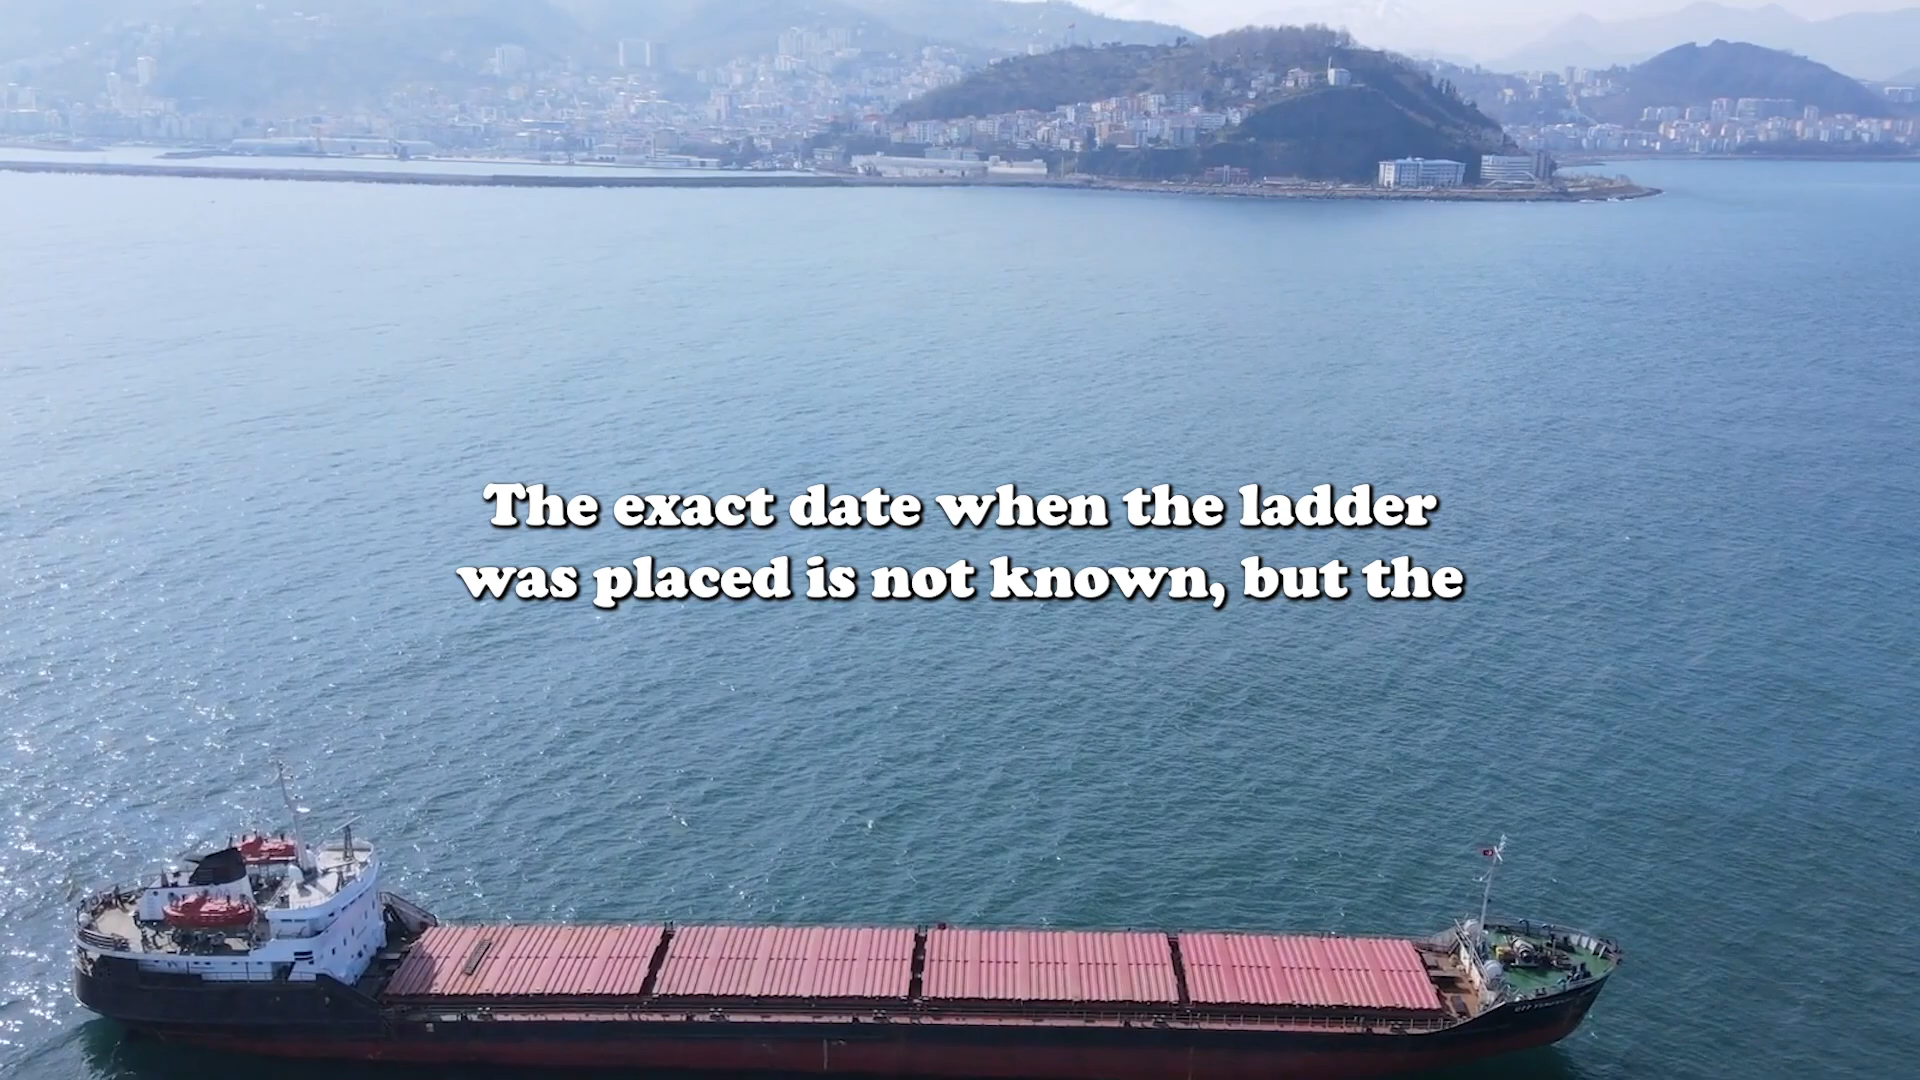 The exact date when the ladder
was placed is not known, but the